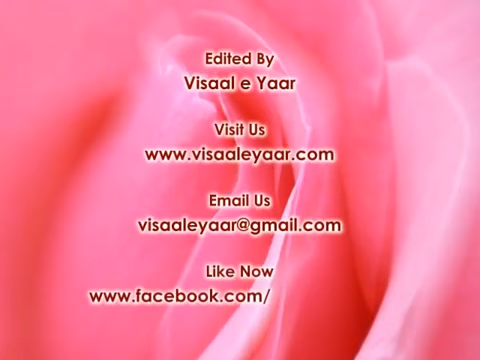 Edited By
Visaal e Yaar
Visit Us
www.visaaleyaar.com
Email Us
visaaleyaar@gmail.com
Like Now
www.facebook.com/